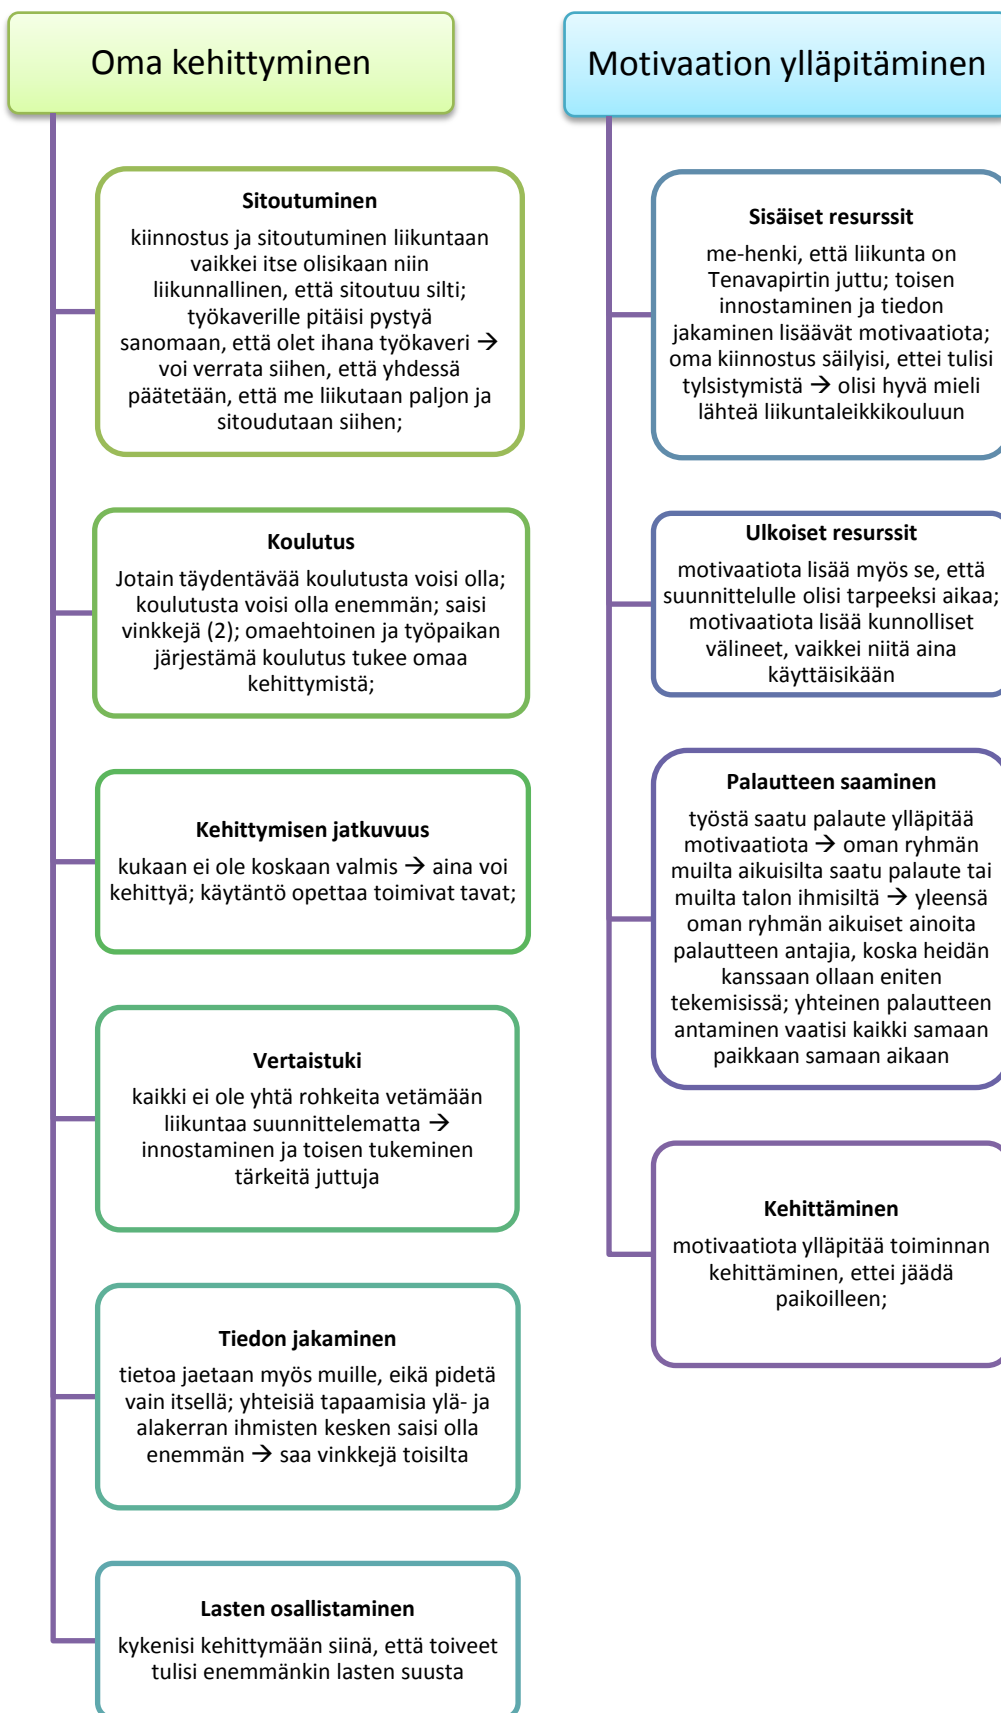 Oma kehittyminen
Sitoutuminen
kiinnostus ja sitoutuminen liikuntaan
vaikkei itse olisikaan niin
liikunnallinen, että sitoutuu silti;
työkaverille pitäisi pystyä
sanomaan, että olet ihana työkaveri →
voi verrata siihen, että yhdessä
päätetään, että me liikutaan paljon ja
sitoudutaan siihen;
Koulutus
Jotain täydentävää koulutusta voisi olla;
koulutusta voisi olla enemmän; saisi
vinkkejä (2); omaehtoinen ja työpaikan
järjestämä koulutus tukee omaa
kehittymistä;
Kehittymisen jatkuvuus
kukaan ei ole koskaan valmis → aina voi
kehittyä; käytäntö opettaa toimivat tavat;
Vertaistuki
kaikki ei ole yhtä rohkeita vetämään
liikuntaa suunnittelematta →
innostaminen ja toisen tukeminen
tärkeitä juttuja
Tiedon jakaminen
tietoa jaetaan myös muille, eikä pidetä
vain itsellä; yhteisiä tapaamisia ylä- ja
alakerran ihmisten kesken saisi olla
enemmän → saa vinkkejä toisilta
Lasten osallistaminen
kykenisi kehittymään siinä, että toiveet
tulisi enemmänkin lasten suusta
Motivaation ylläpitäminen
Sisäiset resurssit
me-henki, että liikunta on
Tenavapirtin juttu; toisen
innostaminen ja tiedon
jakaminen lisäävät motivaatiota;
oma kiinnostus säilyisi, ettei tulisi
tylsistymistä → olisi hyvä mieli
lähteä liikuntaleikkikouluun
Ulkoiset resurssit
motivaatiota lisää myös se, että
suunnittelulle olisi tarpeeksi aikaa;
motivaatiota lisää kunnolliset
välineet, vaikkei niitä aina
käyttäisikään
Palautteen saaminen
työstä saatu palaute ylläpitää
motivaatiota → oman ryhmän
muilta aikuisilta saatu palaute tai
muilta talon ihmisiltä → yleensä
oman ryhmän aikuiset ainoita
palautteen antajia, koska heidän
kanssaan ollaan eniten
tekemisissä; yhteinen palautteen
antaminen vaatisi kaikki samaan
paikkaan samaan aikaan
Kehittäminen
motivaatiota ylläpitää toiminnan
kehittäminen, ettei jäädä
paikoilleen;